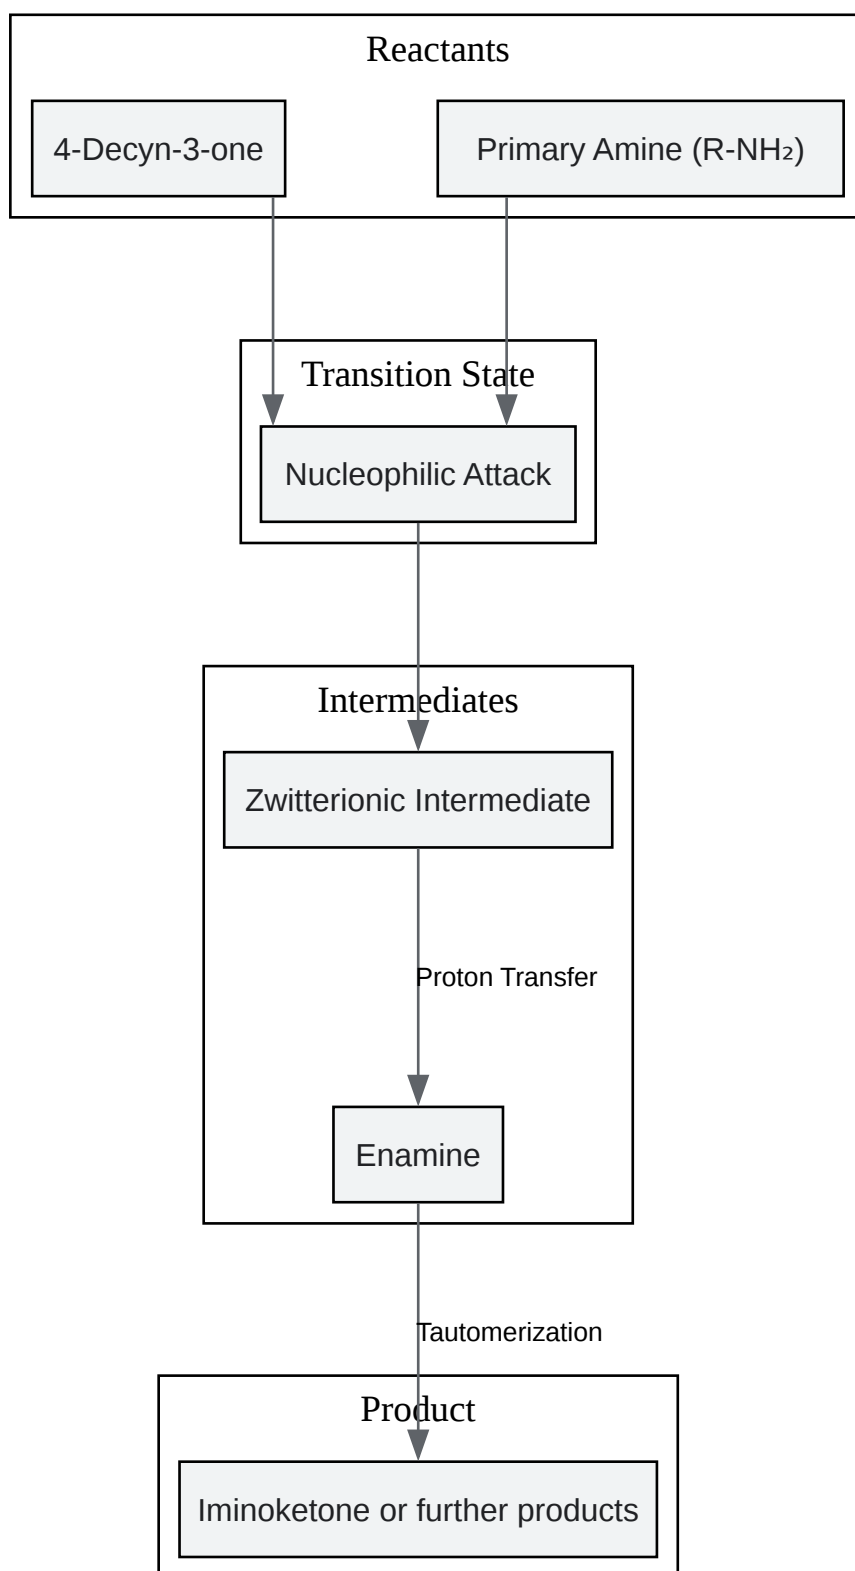 Reactants
4-Decyn-3-one
Primary Amine (R-NH₂)
Transition State
Nucleophilic Attack
Intermediates
Zwitterionic Intermediate
Proton Transfer
Enamine
Tautomerization
Product
Iminoketone or further products